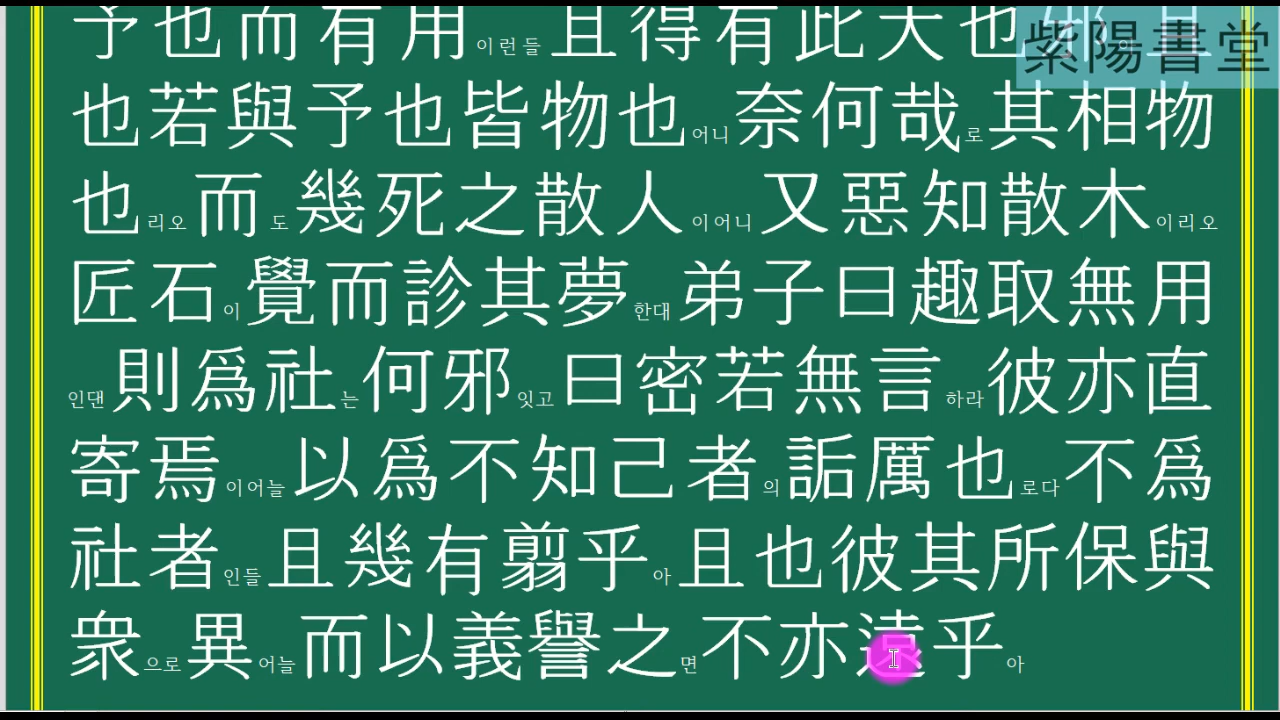 予也而有用이런들且得有此大也邪아且
也若與予也皆物也어니奈何哉로其相物
也리오而도幾死之散人이어니又惡知散木이리오
匠石이覺而診其夢한대弟子曰趣取無用
인댄則爲社는何邪잇고曰密若無言하라彼亦直
寄焉이어늘以爲不知己者의詬厲也로다不爲
社者인들且幾有翦乎아且也彼其所保與
衆으로異어늘而以義譽之면不亦遠乎아
紫陽書堂